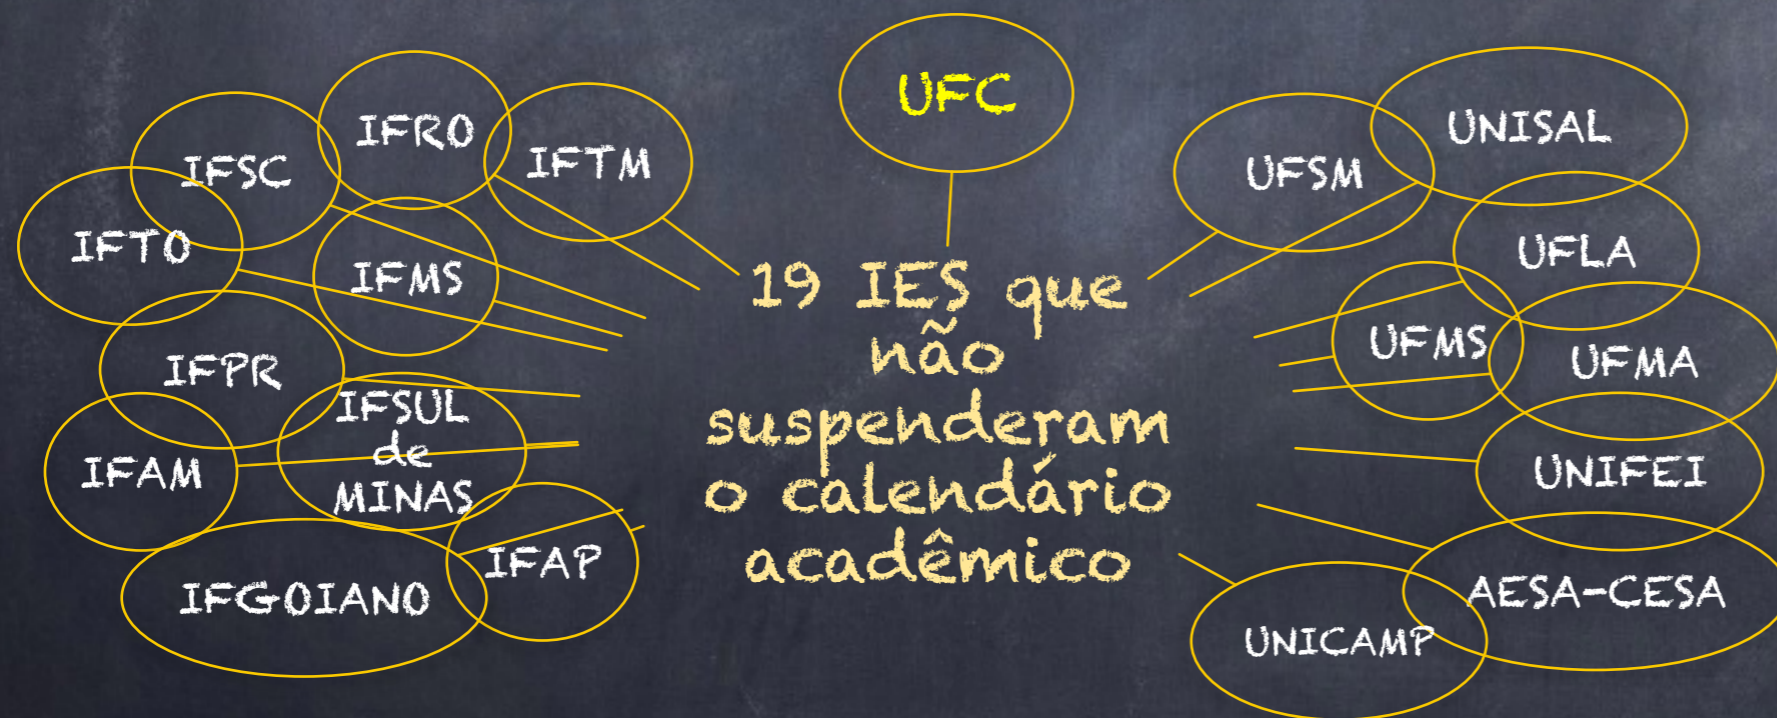 UFC
IFRO
IFTM
IFSC
IFTO
IFMS
IFPR
IFSUL
de
MINAS
IFAM
IFAP
IFGOIANO
19 IES que
não
suspenderam
o calendário
acadêmico
UNISAL
UFSM
UFLA
UFMS
UFMA
UNIFEI
AESA-CESA
UNICAMP